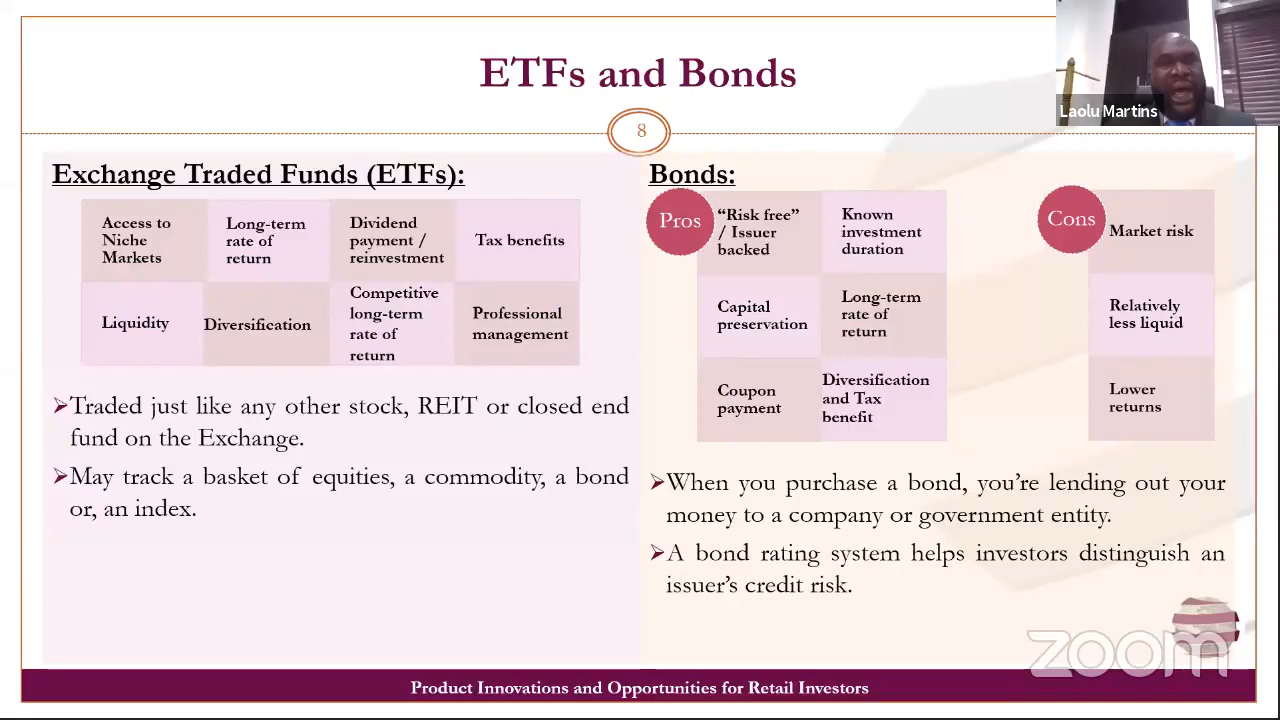 ETFs and Bonds
Laolu Martins
8
Exchange Traded Funds (ETFs):
Access to
Niche
Markets
Long-term
rate of
return
Dividend
payment /
reinvestment
Tax benefits
Liquidity
Diversification
Competitive
long-term
rate of
return
Professional
management
➢Traded just like any other stock, REIT or closed end
fund on the Exchange.
➢May track a basket of equities, a commodity, a bond
or, an index.
Bonds:
Pros
“Risk free”
/ Issuer
backed
Known
investment
duration
Capital
preservation
Long-term
rate of
return
Coupon
payment
Diversification
and Tax
benefit
Cons
Market risk
Relatively
less liquid
Lower
returns
➢When you purchase a bond, you’re lending out your
money to a company or government entity.
➢A bond rating system helps investors distinguish an
issuer’s credit risk.
zoom
Product Innovations and Opportunities for Retail Investors